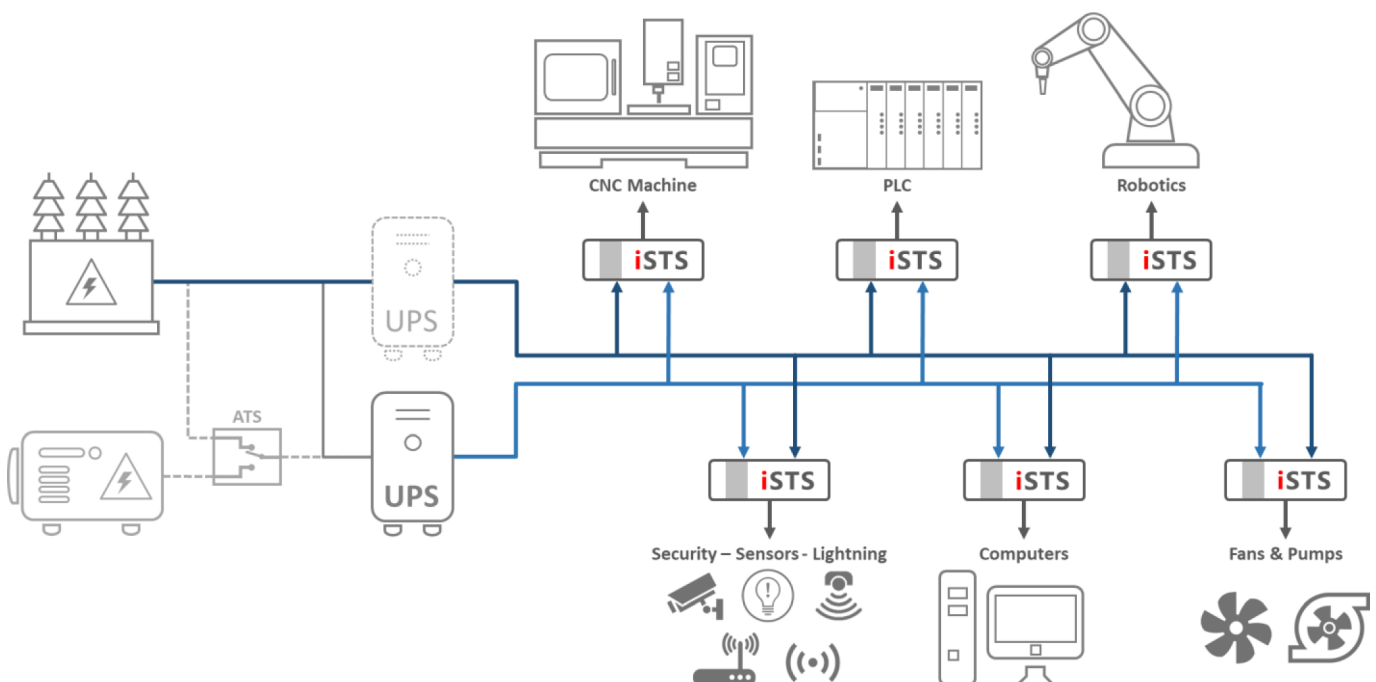 CNC Machine
PLC
Robotics
iSTS
iSTS
iSTS
UPS
ATS
UPS
iSTS
iSTS
iSTS
Security – Sensors - Lightning
Computers
Fans & Pumps